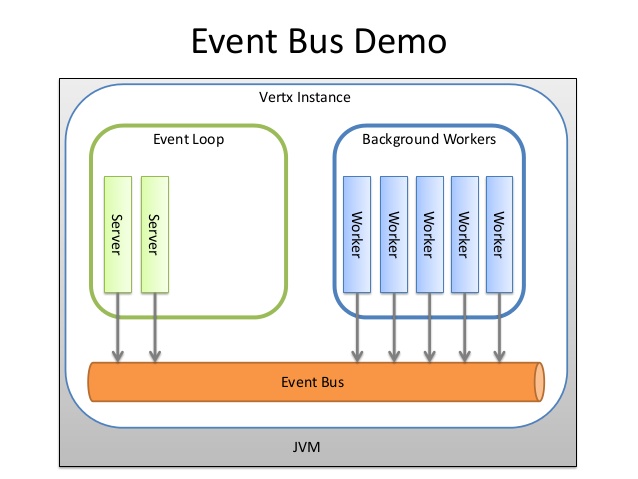 Event Bus Demo
Vertx Instance
Event Loop
Background Workers
Server
Server
Worker
Worker
Worker
Worker
Worker
Event Bus
JVM